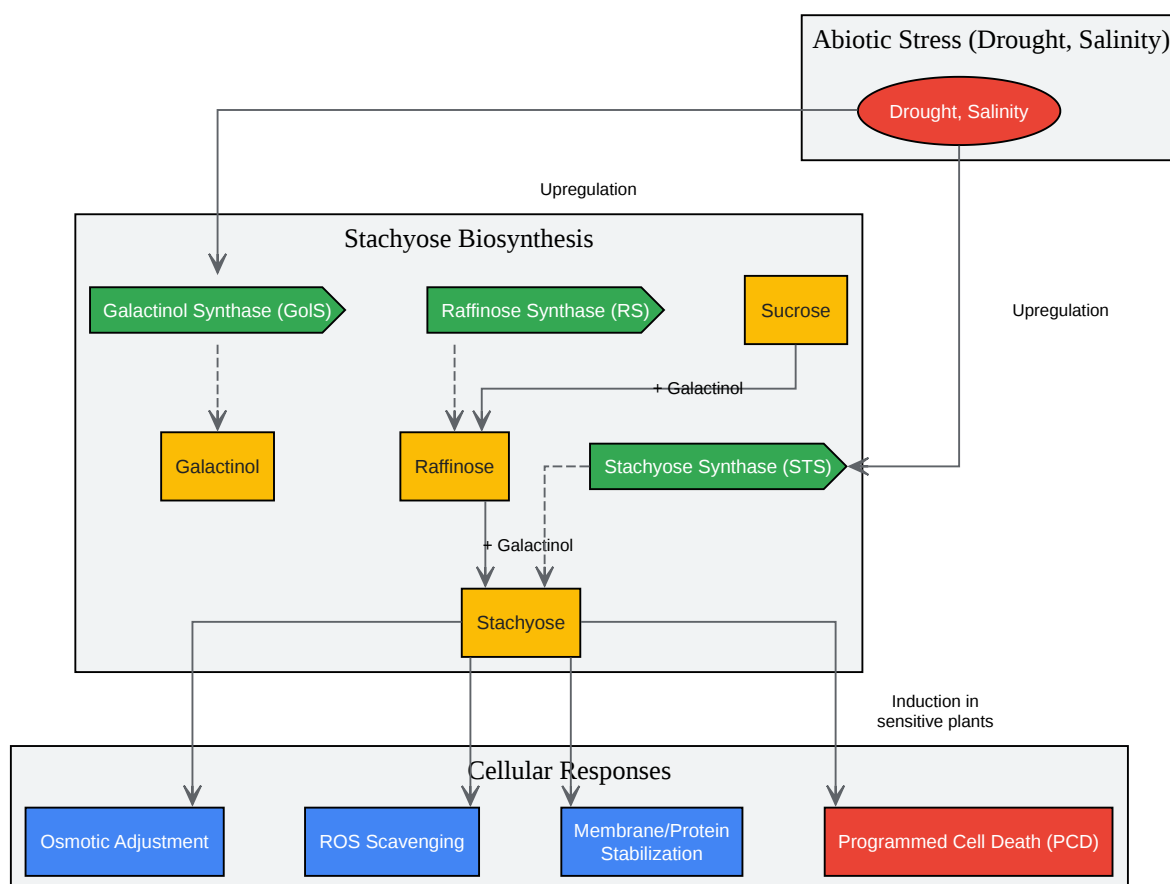 Abiotic Stress (Drought, Salinity)
Drought, Salinity
Upregulation
Stachyose Biosynthesis
Galactinol Synthase (GolS)
Raffinose Synthase (RS)
Sucrose
Upregulation
+ Galactinol
Galactinol
Raffinose
Stachyose Synthase (STS)
+ Galactinol
Stachyose
Induction in
sensitive plants
Cellular Responses
Osmotic Adjustment
ROS Scavenging
Membrane/Protein
Stabilization
Programmed Cell Death (PCD)